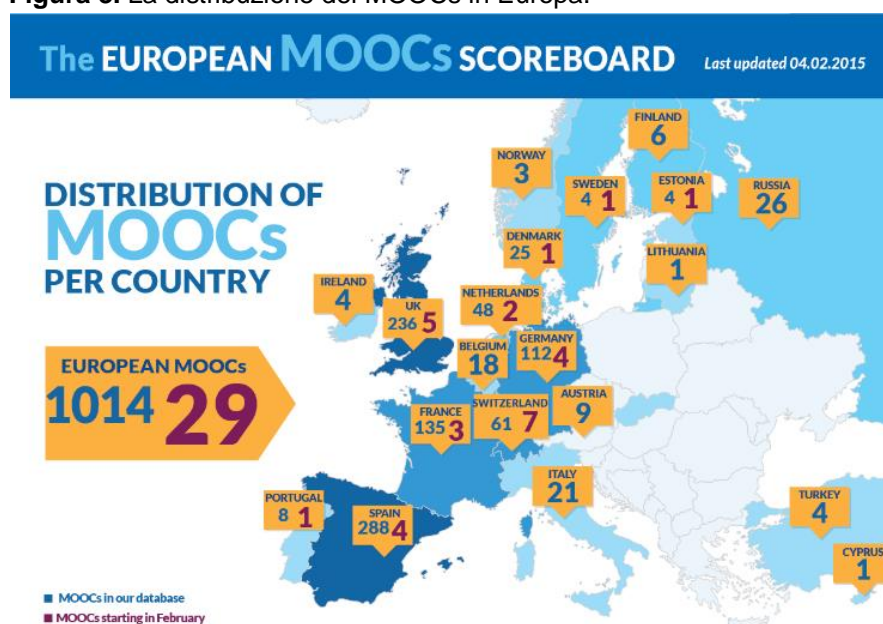 Figura 3. La distribuzione dei MOOCs in Europa.
The EUROPEAN MOOCs SCOREBOARD
Last updated 04.02.2015
DISTRIBUTION OF
MOOCs
PER COUNTRY
EUROPEAN MOOCs
1014 29
FINLAND
6
NORWAY
3
SWEDEN
4 1
ESTONIA
4 1
RUSSIA
26
DENMARK
25 1
LITHUANIA
1
IRELAND
4
UK
236 5
NETHERLANDS
48 2
BELGIUM
18
GERMANY
112 4
FRANCE
135 3
SWITZERLAND
61 7
AUSTRIA
9
ITALY
21
PORTUGAL
8 1
SPAIN
288 4
TURKEY
4
CYPRUS
1
MOOCs in our database
MOOCs starting in February